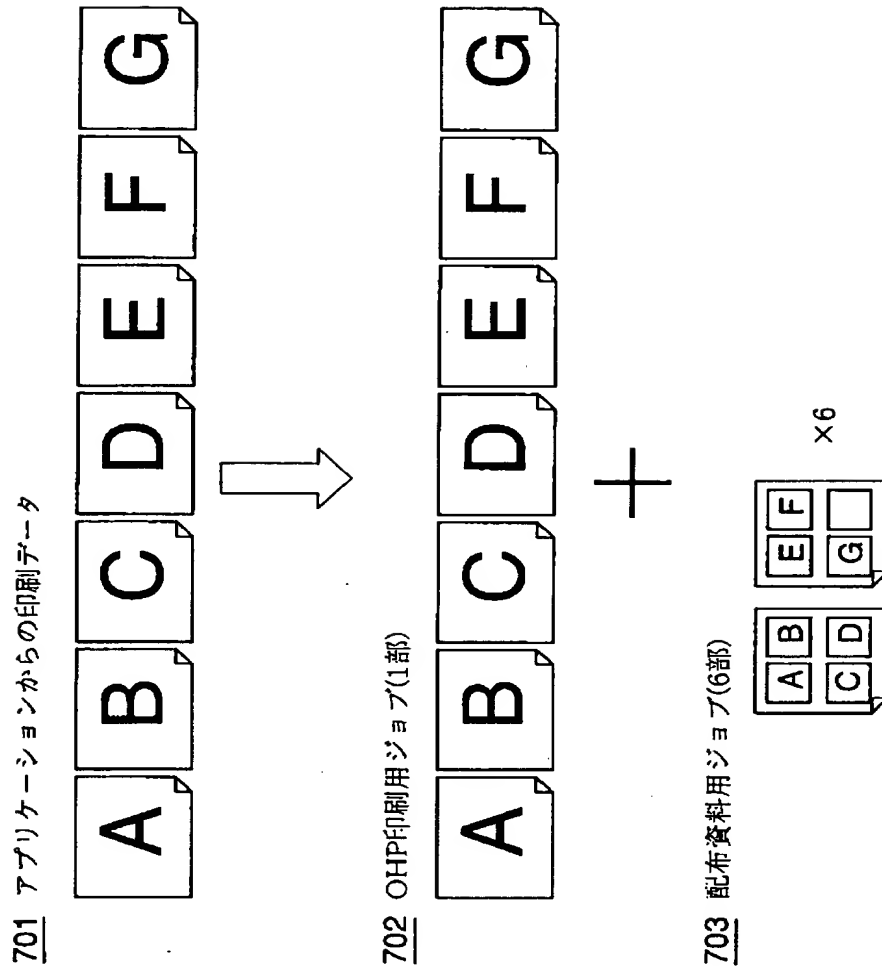 701 アプリケーションからの印刷データ
A B C D E F G
702 OHP印刷用ジョブ(1部)
A B C D E F G
703 配布資料用ジョブ(6部)
A B
C D
E F
G
×6